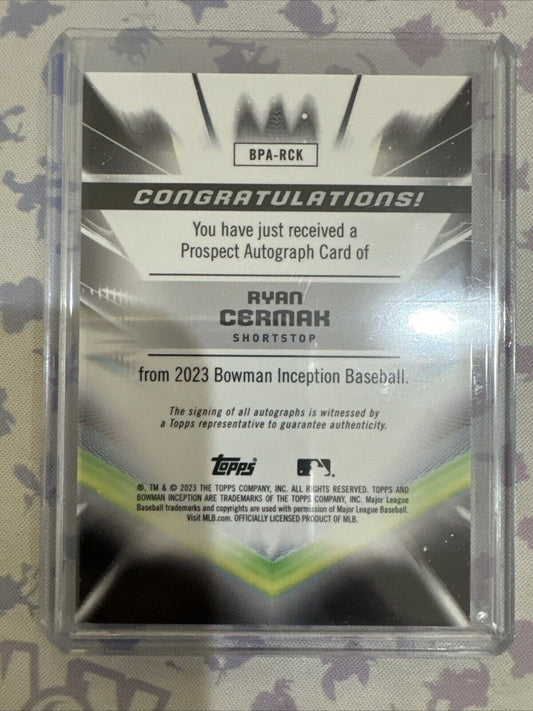 BPA-RCK
CONGRATULATIONS!
You have just received a
Prospect Autograph Card of
RYAN
CERMAK
SHORTSTOP
from 2023 Bowman Inception Baseball.
The signing of all autographs is witnessed by
a Topps representative to guarantee authenticity.
Topps
®, TM & © 2023 THE TOPPS COMPANY, INC. ALL RIGHTS RESERVED. TOPPS AND
BOWMAN INCEPTION ARE TRADEMARKS OF THE TOPPS COMPANY, INC. Major League
Baseball trademarks and copyrights are used with permission of Major League Baseball.
Visit MLB.com. OFFICIALLY LICENSED PRODUCT OF MLB.